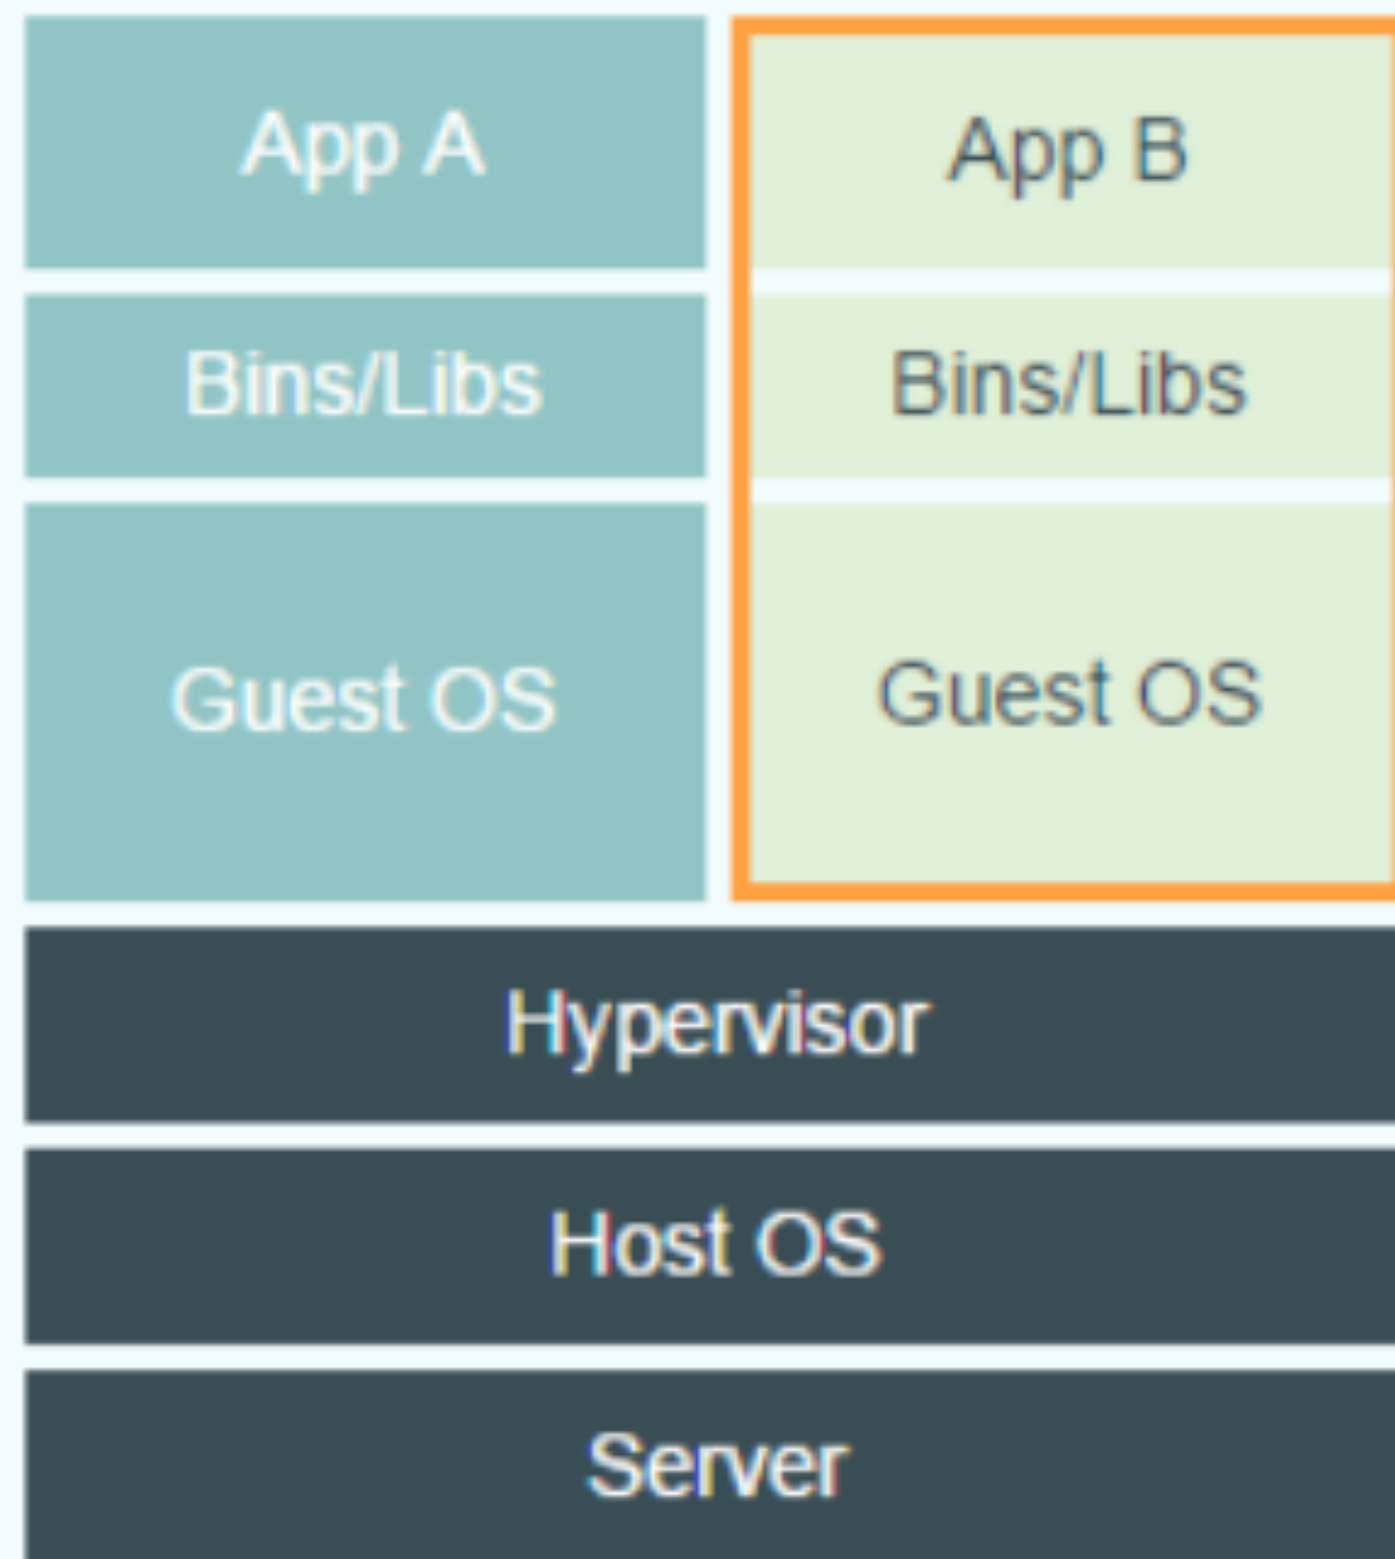 App A
App B
Bins/Libs
Bins/Libs
Guest OS
Guest OS
Hypervisor
Host OS
Server